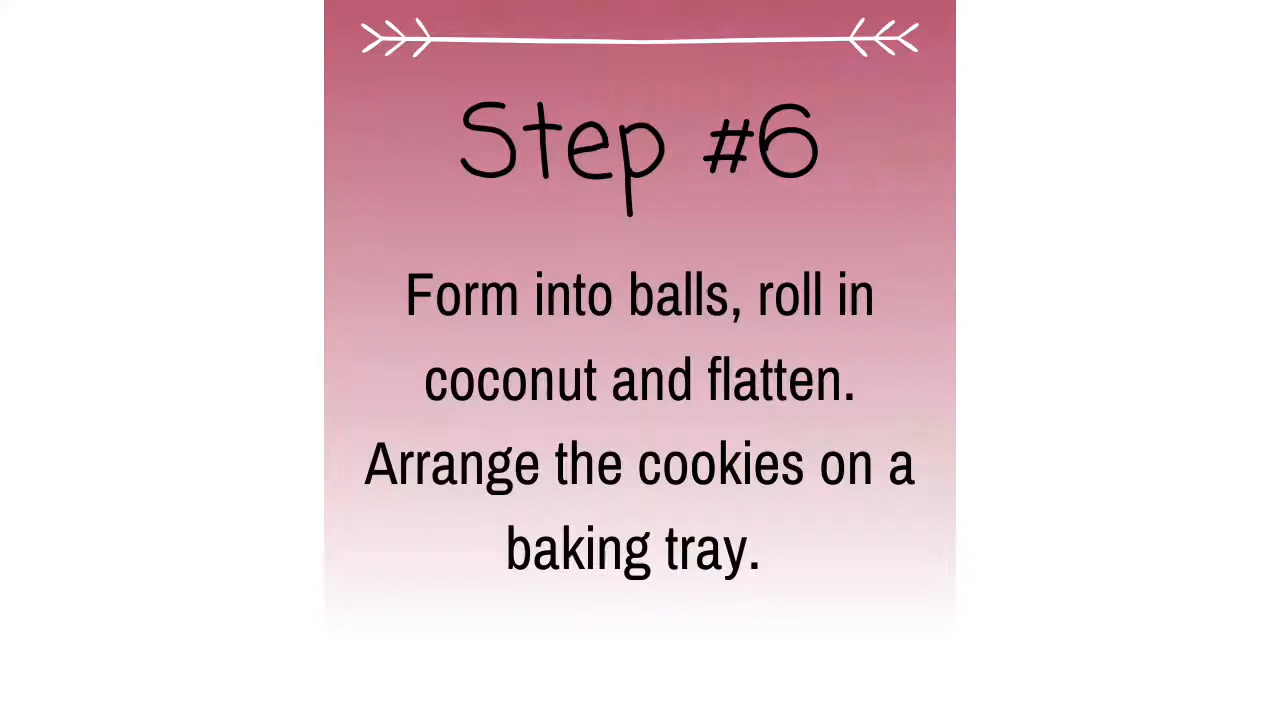 Step #6
Form into balls, roll in
coconut and flatten.
Arrange the cookies on a
baking tray.